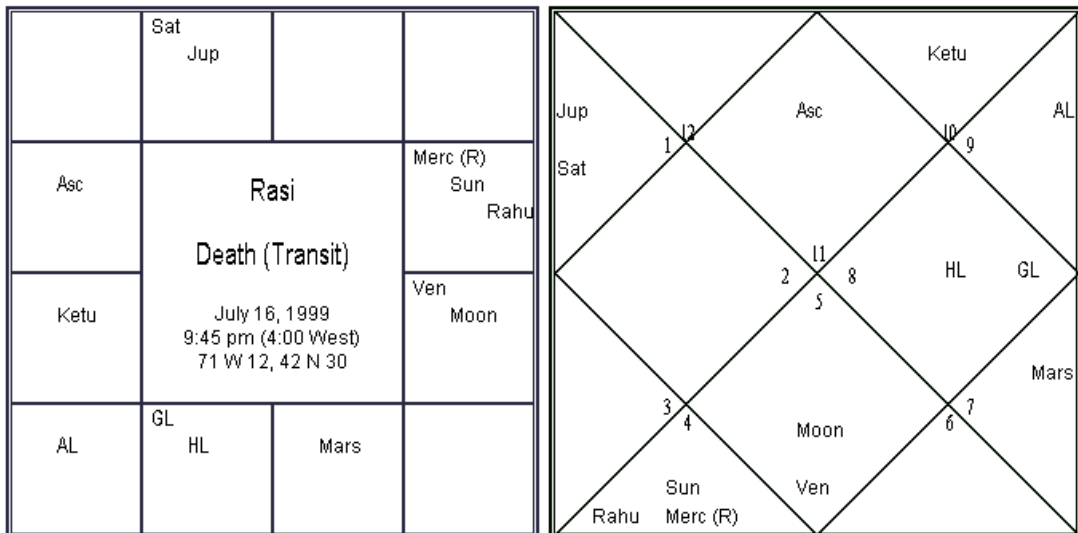 Sat
Jup
Asc
Rasi
Death (Transit)
July 16, 1999
9:45 pm (4:00 West)
71 W 12, 42 N 30
Merc (R)
Sun
Rahu
Ketu
Ven
Moon
AL
GL
HL
Mars
Ketu
Jup
Asc
AL
12
10
1
9
Sat
11
2
8
HL
GL
5
Mars
3
7
4
6
Moon
Sun
Ven
Rahu
Merc (R)